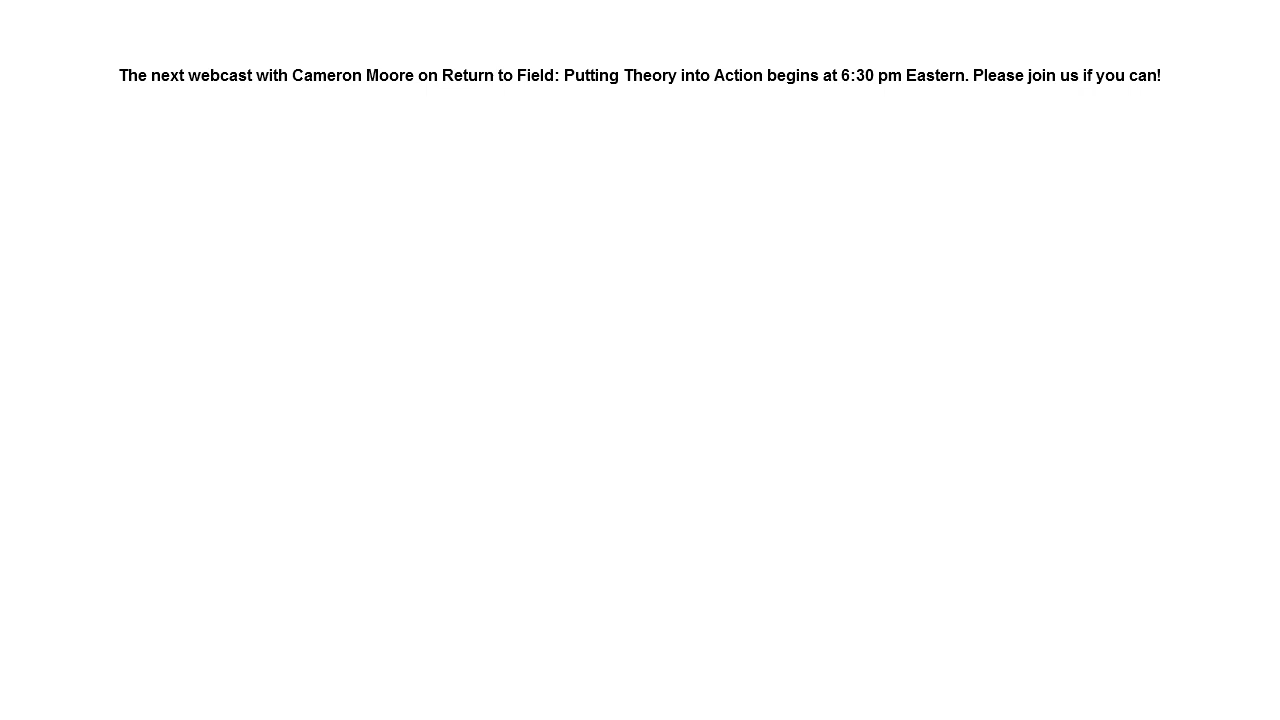 The next webcast with Cameron Moore on Return to Field: Putting Theory into Action begins at 6:30 pm Eastern. Please join us if you can!